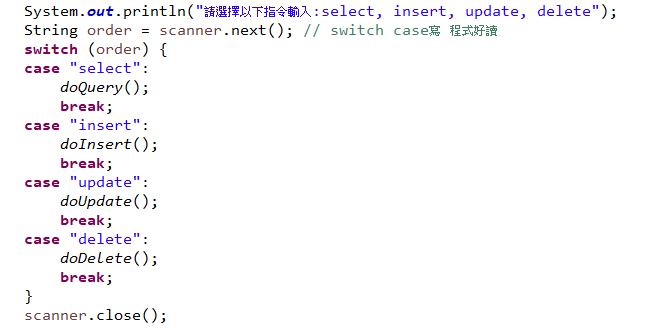 System.out.println("請選擇以下指令輸入:select, insert, update, delete");
String order = scanner.next(); // switch case寫 程式好讀
switch (order) {
case "select":
    doQuery();
    break;
case "insert":
    doInsert();
    break;
case "update":
    doUpdate();
    break;
case "delete":
    doDelete();
    break;
}
scanner.close();